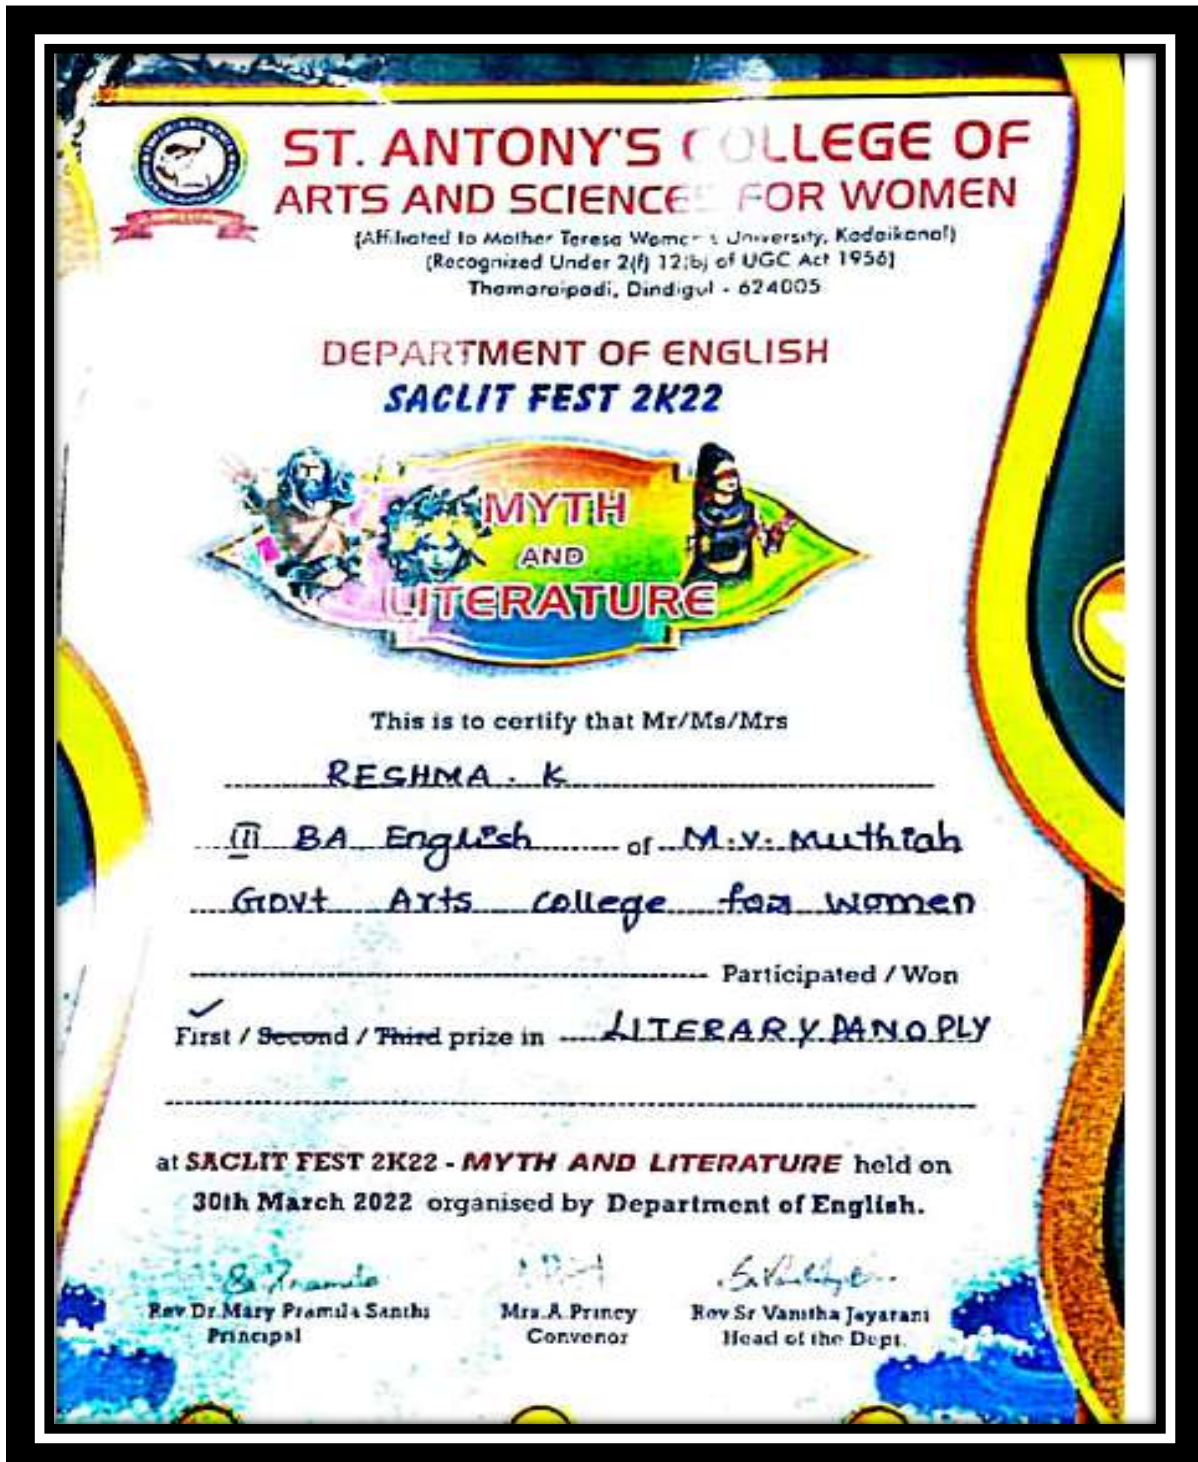 ST. ANTONY'S COLLEGE OF
ARTS AND SCIENCES FOR WOMEN
(Affiliated to Mother Teresa Women's University, Kodaikanal)
(Recognized Under 2(f) 12(b) of UGC Act 1956)
Thamaraipadi, Dindigul - 624005
DEPARTMENT OF ENGLISH
SACLIT FEST 2K22
MYTH
AND
LITERATURE
This is to certify that Mr/Ms/Mrs
RESHMA . K
BA English of M.V. Muthiah
Govt Arts college for women
Participated / Won
First / Second / Third prize in LITERARY PANOPLY
at SACLIT FEST 2K22 - MYTH AND LITERATURE held on
30th March 2022 organised by Department of English.
Rev Dr. Mary Pramila Santhi Mrs. A Princy Rev Sr Vanitha Jayarani
Principal Convenor Head of the Dept.